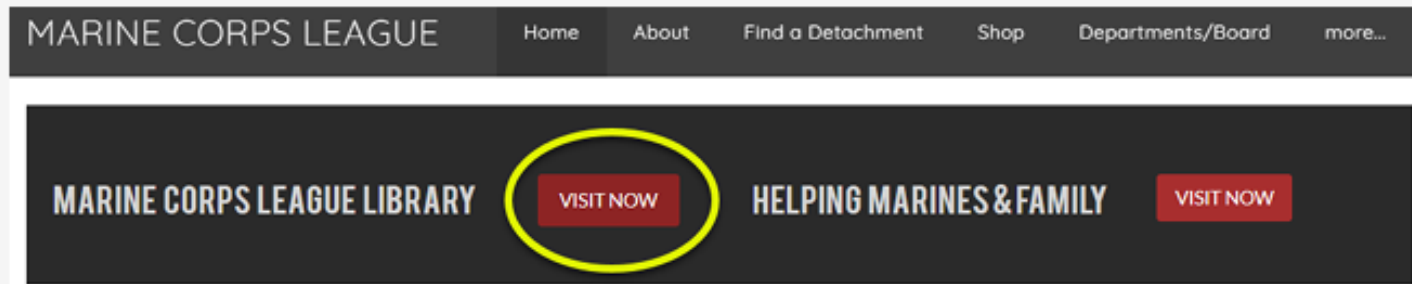 MARINE CORPS LEAGUE Home About Find a Detachment Shop Departments/Board more...
MARINE CORPS LEAGUE LIBRARY VISIT NOW HELPING MARINES & FAMILY VISIT NOW